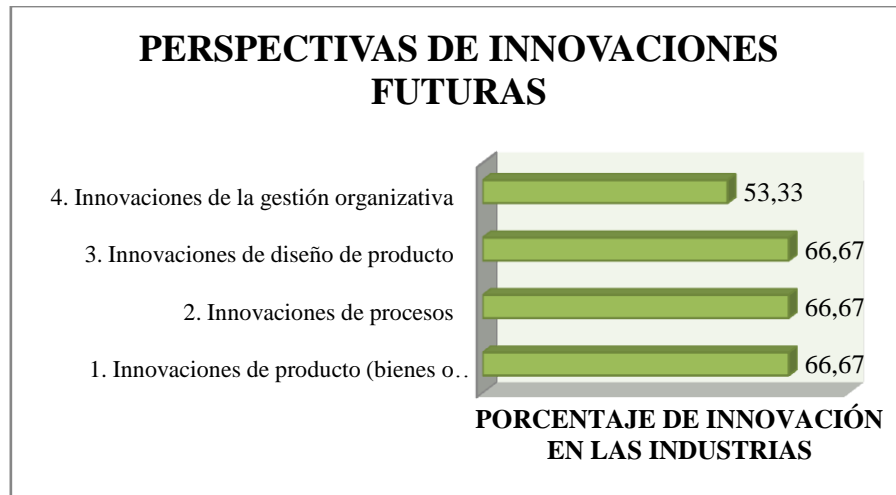 PERSPECTIVAS DE INNOVACIONES
FUTURAS
4. Innovaciones de la gestión organizativa
53,33
3. Innovaciones de diseño de producto
66,67
2. Innovaciones de procesos
66,67
1. Innovaciones de producto (bienes o..
66,67
PORCENTAJE DE INNOVACIÓN
EN LAS INDUSTRIAS